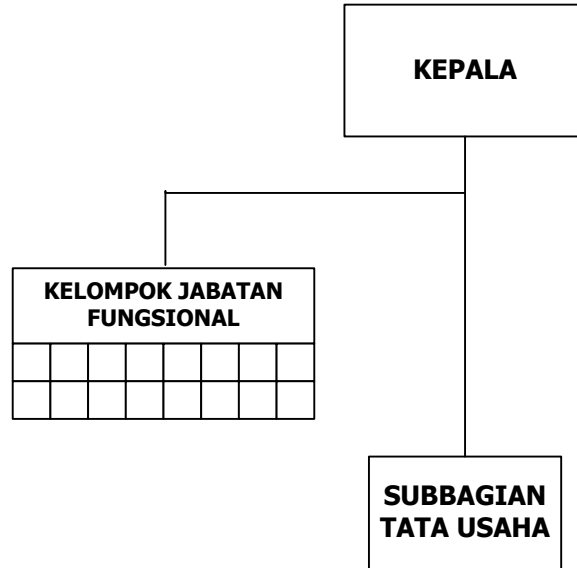 KEPALA
KELOMPOK JABATAN
FUNGSIONAL
SUBBAGIAN
TATA USAHA